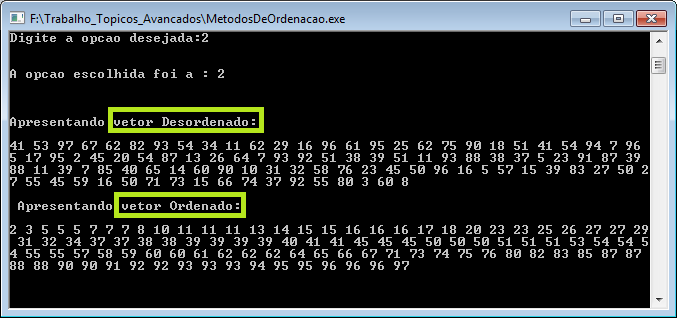 F:\Trabalho_Topicos_Avancados\MetodosDeOrdenacao.exe
Digite a opcao desejada:2
A opcao escolhida foi a : 2
Apresentando vetor Desordenado:
41 53 97 67 62 82 93 54 34 11 62 29 16 96 61 95 25 62 75 90 18 51 41 54 94 7 96
5 17 95 2 45 20 54 87 13 26 64 7 93 92 51 38 39 51 11 93 88 38 37 5 23 91 87 39
88 11 39 7 85 40 65 14 60 90 10 31 32 58 76 23 45 50 96 16 5 57 15 39 83 27 50 2
7 55 45 59 16 50 71 73 15 66 74 37 92 55 80 3 60 8
Apresentando vetor Ordenado:
2 3 5 5 5 7 7 7 8 10 11 11 11 13 14 15 15 16 16 16 17 18 20 23 23 25 26 27 27 29
31 32 34 37 37 38 38 39 39 39 39 40 41 41 45 45 45 50 50 50 51 51 51 53 54 54 5
4 55 55 57 58 59 60 60 61 62 62 62 64 65 66 67 71 73 74 75 76 80 82 83 85 87 87
88 88 90 90 91 92 92 93 93 93 94 95 95 96 96 96 97